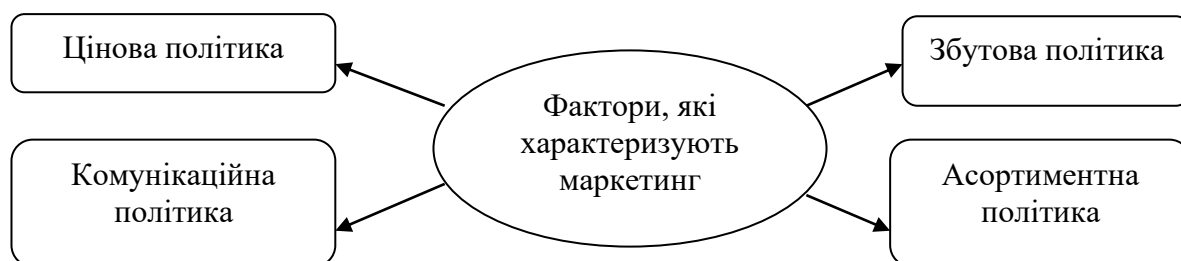 Цінова політика
Збутова політика
Фактори, які
характеризують
маркетинг
Комунікаційна
політика
Асортиментна
політика